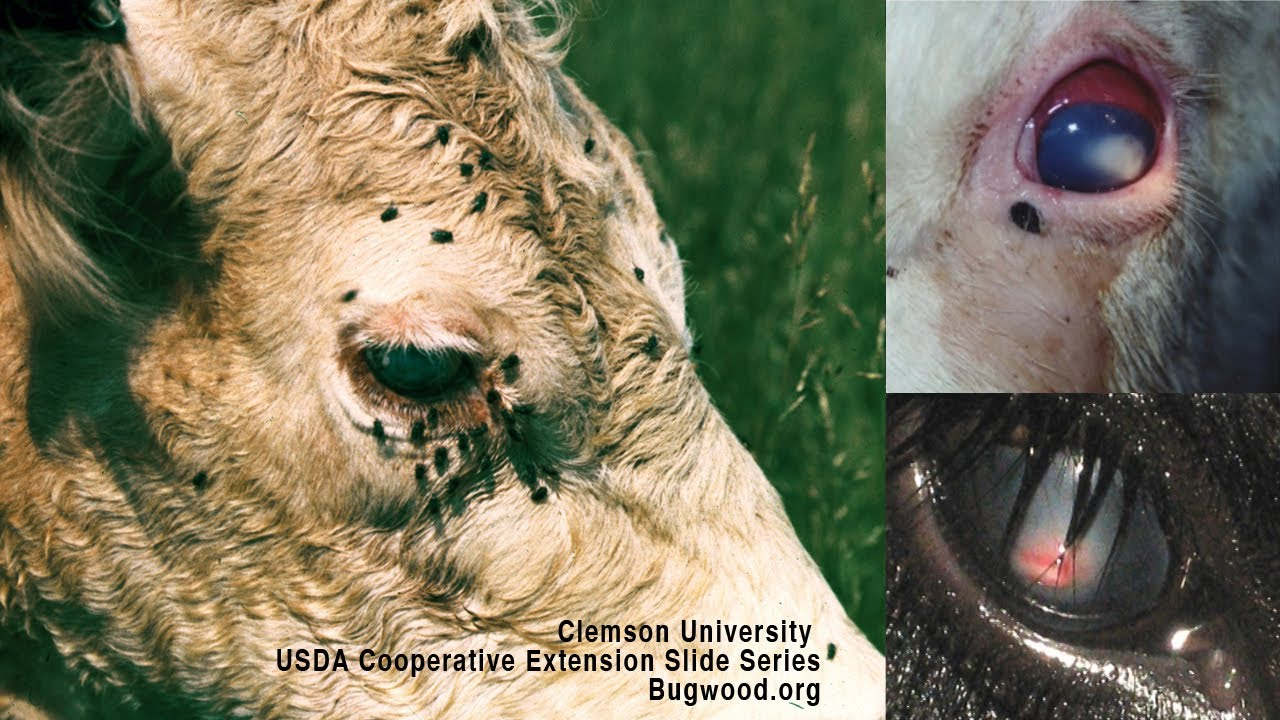 Clemson University
USDA Cooperative Extension Slide Series
Bugwood.org